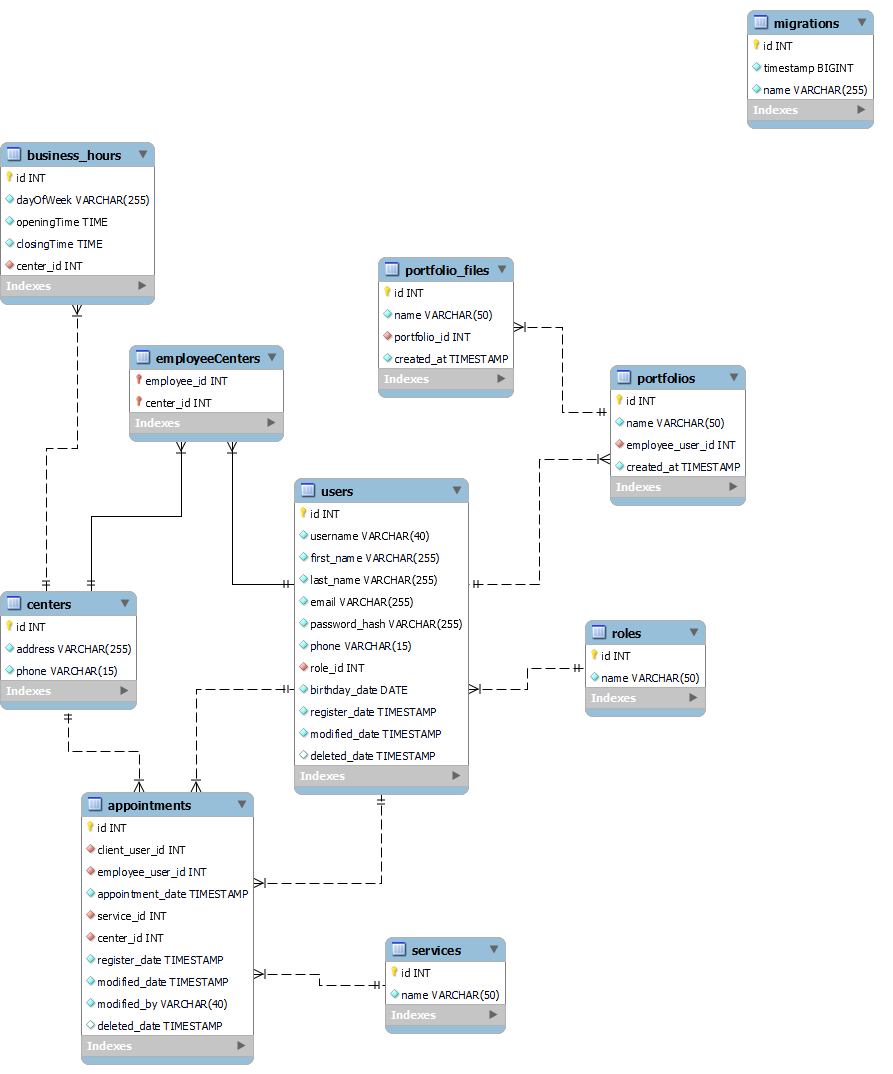 migrations
id INT
timestamp BIGINT
name VARCHAR(255)
Indexes
business_hours
id INT
dayOfWeek VARCHAR(255)
openingTime TIME
closingTime TIME
center_id INT
Indexes
portfolio_files
id INT
name VARCHAR(50)
portfolio_id INT
created_at TIMESTAMP
Indexes
employeeCenters
employee_id INT
center_id INT
Indexes
portfolios
id INT
name VARCHAR(50)
employee_user_id INT
created_at TIMESTAMP
Indexes
users
id INT
username VARCHAR(40)
first_name VARCHAR(255)
last_name VARCHAR(255)
email VARCHAR(255)
password_hash VARCHAR(255)
phone VARCHAR(15)
role_id INT
birthday_date DATE
register_date TIMESTAMP
modified_date TIMESTAMP
deleted_date TIMESTAMP
Indexes
centers
id INT
address VARCHAR(255)
phone VARCHAR(15)
Indexes
roles
id INT
name VARCHAR(50)
Indexes
appointments
id INT
client_user_id INT
employee_user_id INT
appointment_date TIMESTAMP
service_id INT
center_id INT
register_date TIMESTAMP
modified_date TIMESTAMP
modified_by VARCHAR(40)
deleted_date TIMESTAMP
Indexes
services
id INT
name VARCHAR(50)
Indexes